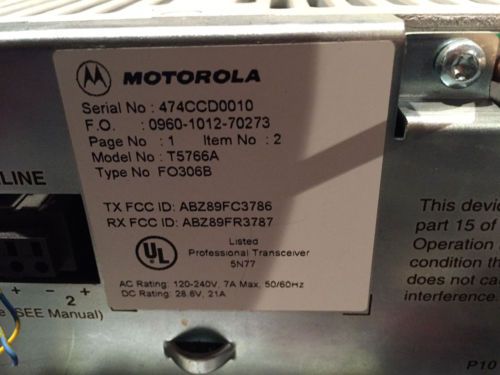 MOTOROLA
Serial No : 474CCD0010
F.O. : 0960-1012-70273
Page No : 1 Item No : 2
Model No : T5766A
Type No FO306B
TX FCC ID: ABZ89FC3786
RX FCC ID: ABZ89FR3787
UL
Listed
Professional Transceiver
5N77
AC Rating: 120-240V, 7A Max, 50/60Hz
DC Rating: 28.6V, 21A
LINE
- +
2
(SEE Manual)
This devic
part 15 of
Operation
condition th
does not cau
interference
P10